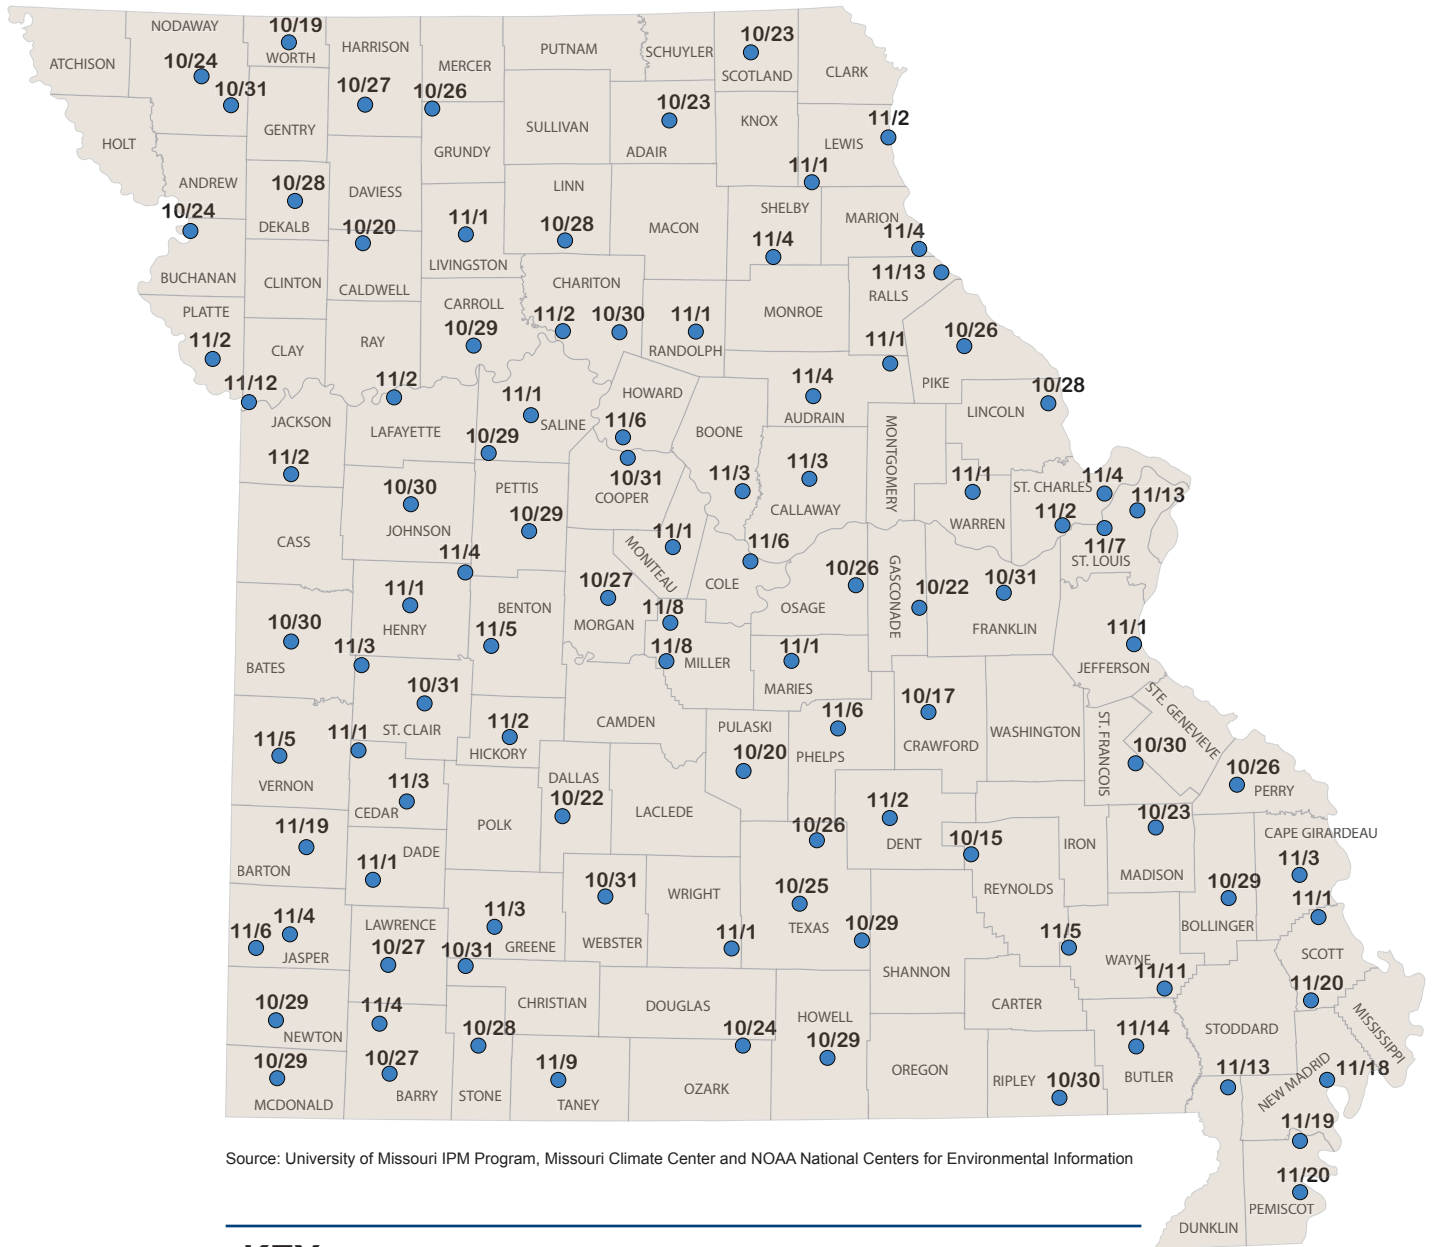 NODAWAY
10/19
WORTH
HARRISON
MERCER
PUTNAM
SCHUYLER
10/23
SCOTLAND
CLARK
ATCHISON
10/24
10/31
10/27
10/26
10/23
ADAIR
KNOX
11/2
LEWIS
HOLT
GENTRY
GRUNDY
SULLIVAN
11/1
ANDREW
10/28
DEKALB
DAVIESS
LINN
SHELBY
MARION
10/24
10/20
11/1
LIVINGSTON
10/28
MACON
11/4
11/4
BUCHANAN
CLINTON
CALDWELL
CHARITON
11/13
RALLS
PLATTE
CARROLL
10/29
11/2
10/30
11/1
RANDOLPH
MONROE
11/1
10/26
PIKE
11/2
CLAY
RAY
11/12
JACKSON
11/2
LAFAYETTE
11/1
SALINE
HOWARD
11/6
BOONE
11/4
AUDRAIN
10/28
LINCOLN
10/29
11/2
10/31
COOPER
11/3
11/3
CALLAWAY
MONTGOMERY
11/1
WARREN
ST. CHARLES
11/4
11/13
11/2
11/7
ST. LOUIS
10/30
JOHNSON
PETTIS
10/29
CASS
11/4
MONITEAU
11/1
COLE
11/6
11/1
HENRY
BENTON
11/5
10/27
MORGAN
11/8
11/8
MILLER
OSAGE
10/26
GASCONADE
10/22
10/31
FRANKLIN
10/30
BATES
11/3
11/1
MARIES
11/1
JEFFERSON
10/31
ST. CLAIR
11/2
HICKORY
CAMDEN
PULASKI
10/20
11/6
PHELPS
10/17
CRAWFORD
WASHINGTON
ST. FRANCOIS
STE. GENEVIEVE
10/30
10/26
PERRY
11/5
VERNON
11/1
11/3
CEDAR
DALLAS
10/22
LACLEDE
POLK
11/19
BARTON
DADE
11/1
10/26
11/2
DENT
10/15
IRON
10/23
MADISON
CAPE GIRARDEAU
11/3
REYNOLDS
10/31
WEBSTER
WRIGHT
10/25
TEXAS
10/29
BOLLINGER
11/1
11/6
11/4
JASPER
LAWRENCE
10/27
10/31
11/3
GREENE
11/1
10/29
SHANNON
11/5
WAYNE
11/11
SCOTT
11/20
10/29
NEWTON
11/4
CHRISTIAN
DOUGLAS
HOWELL
10/29
CARTER
STODDARD
MISSISSIPPI
10/29
MCDONALD
10/27
BARRY
10/28
STONE
11/9
TANEY
10/24
OZARK
OREGON
RIPLEY
10/30
11/14
BUTLER
11/13
NEW MADRID
11/18
11/19
11/20
PEMISCOT
DUNKLIN
Source: University of Missouri IPM Program, Missouri Climate Center and NOAA National Centers for Environmental Information